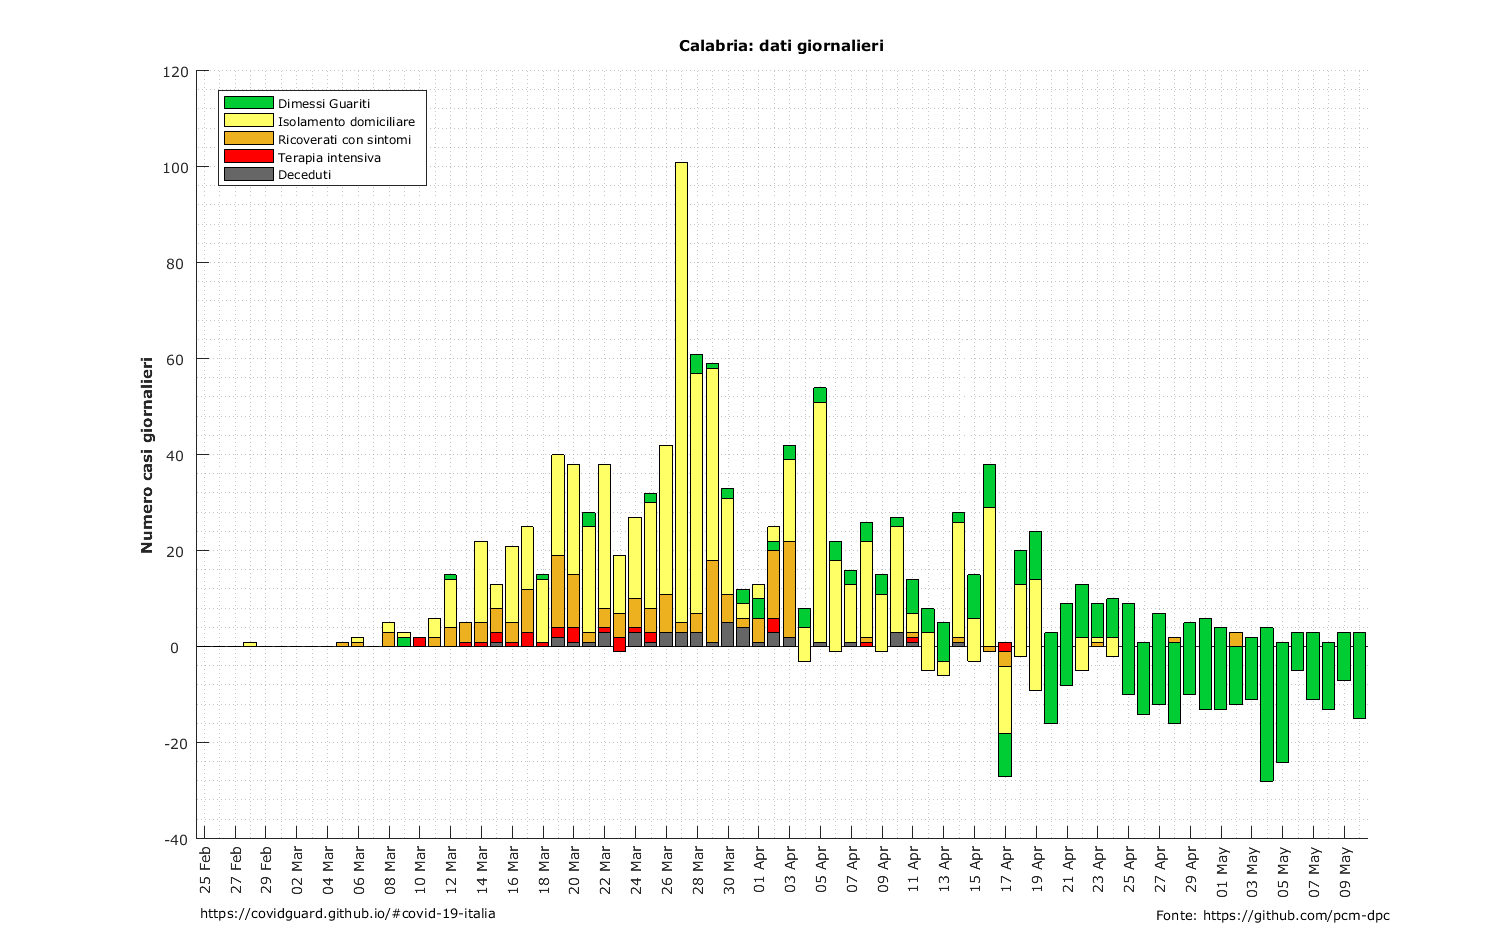 Calabria: dati giornalieri
120
100
80
60
40
20
0
-20
-40
Numero casi giornalieri
Dimessi Guariti
Isolamento domiciliare
Ricoverati con sintomi
Terapia intensiva
Deceduti
25 Feb
27 Feb
29 Feb
02 Mar
04 Mar
06 Mar
08 Mar
10 Mar
12 Mar
14 Mar
16 Mar
18 Mar
20 Mar
22 Mar
24 Mar
26 Mar
28 Mar
30 Mar
01 Apr
03 Apr
05 Apr
07 Apr
09 Apr
11 Apr
13 Apr
15 Apr
17 Apr
19 Apr
21 Apr
23 Apr
25 Apr
27 Apr
29 Apr
01 May
03 May
05 May
07 May
09 May
https://covidguard.github.io/#covid-19-italia
Fonte: https://github.com/pcm-dpc